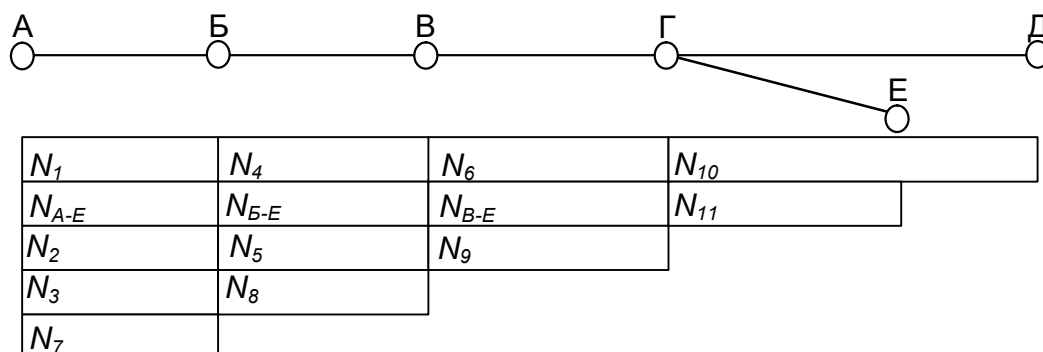 А Б В Г Д
Е
N1 N4 N6 N10
NА-Е NБ-Е NВ-Е N11
N2 N5 N9
N3 N8
N7